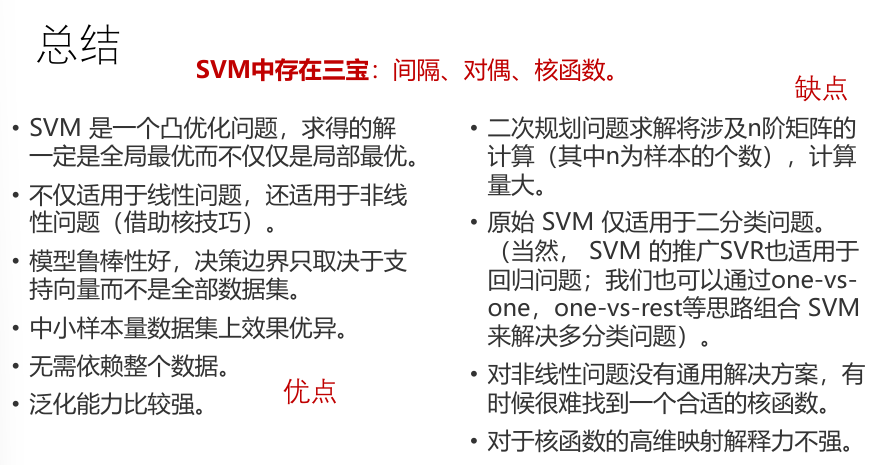 总结
SVM中存在三宝：间隔、对偶、核函数。
• SVM 是一个凸优化问题，求得的解
一定是全局最优而不仅仅是局部最优。
• 不仅适用于线性问题，还适用于非线
性问题（借助核技巧）。
• 模型鲁棒性好，决策边界只取决于支
持向量而不是全部数据集。
• 中小样本量数据集上效果优异。
• 无需依赖整个数据。
• 泛化能力比较强。
优点
缺点
• 二次规划问题求解将涉及n阶矩阵的
计算（其中n为样本的个数），计算
量大。
• 原始 SVM 仅适用于二分类问题。
（当然， SVM 的推广SVR也适用于
回归问题；我们也可以通过one-vs-
one，one-vs-rest等思路组合 SVM
来解决多分类问题）。
• 对非线性问题没有通用解决方案，有
时候很难找到一个合适的核函数。
• 对于核函数的高维映射解释力不强。